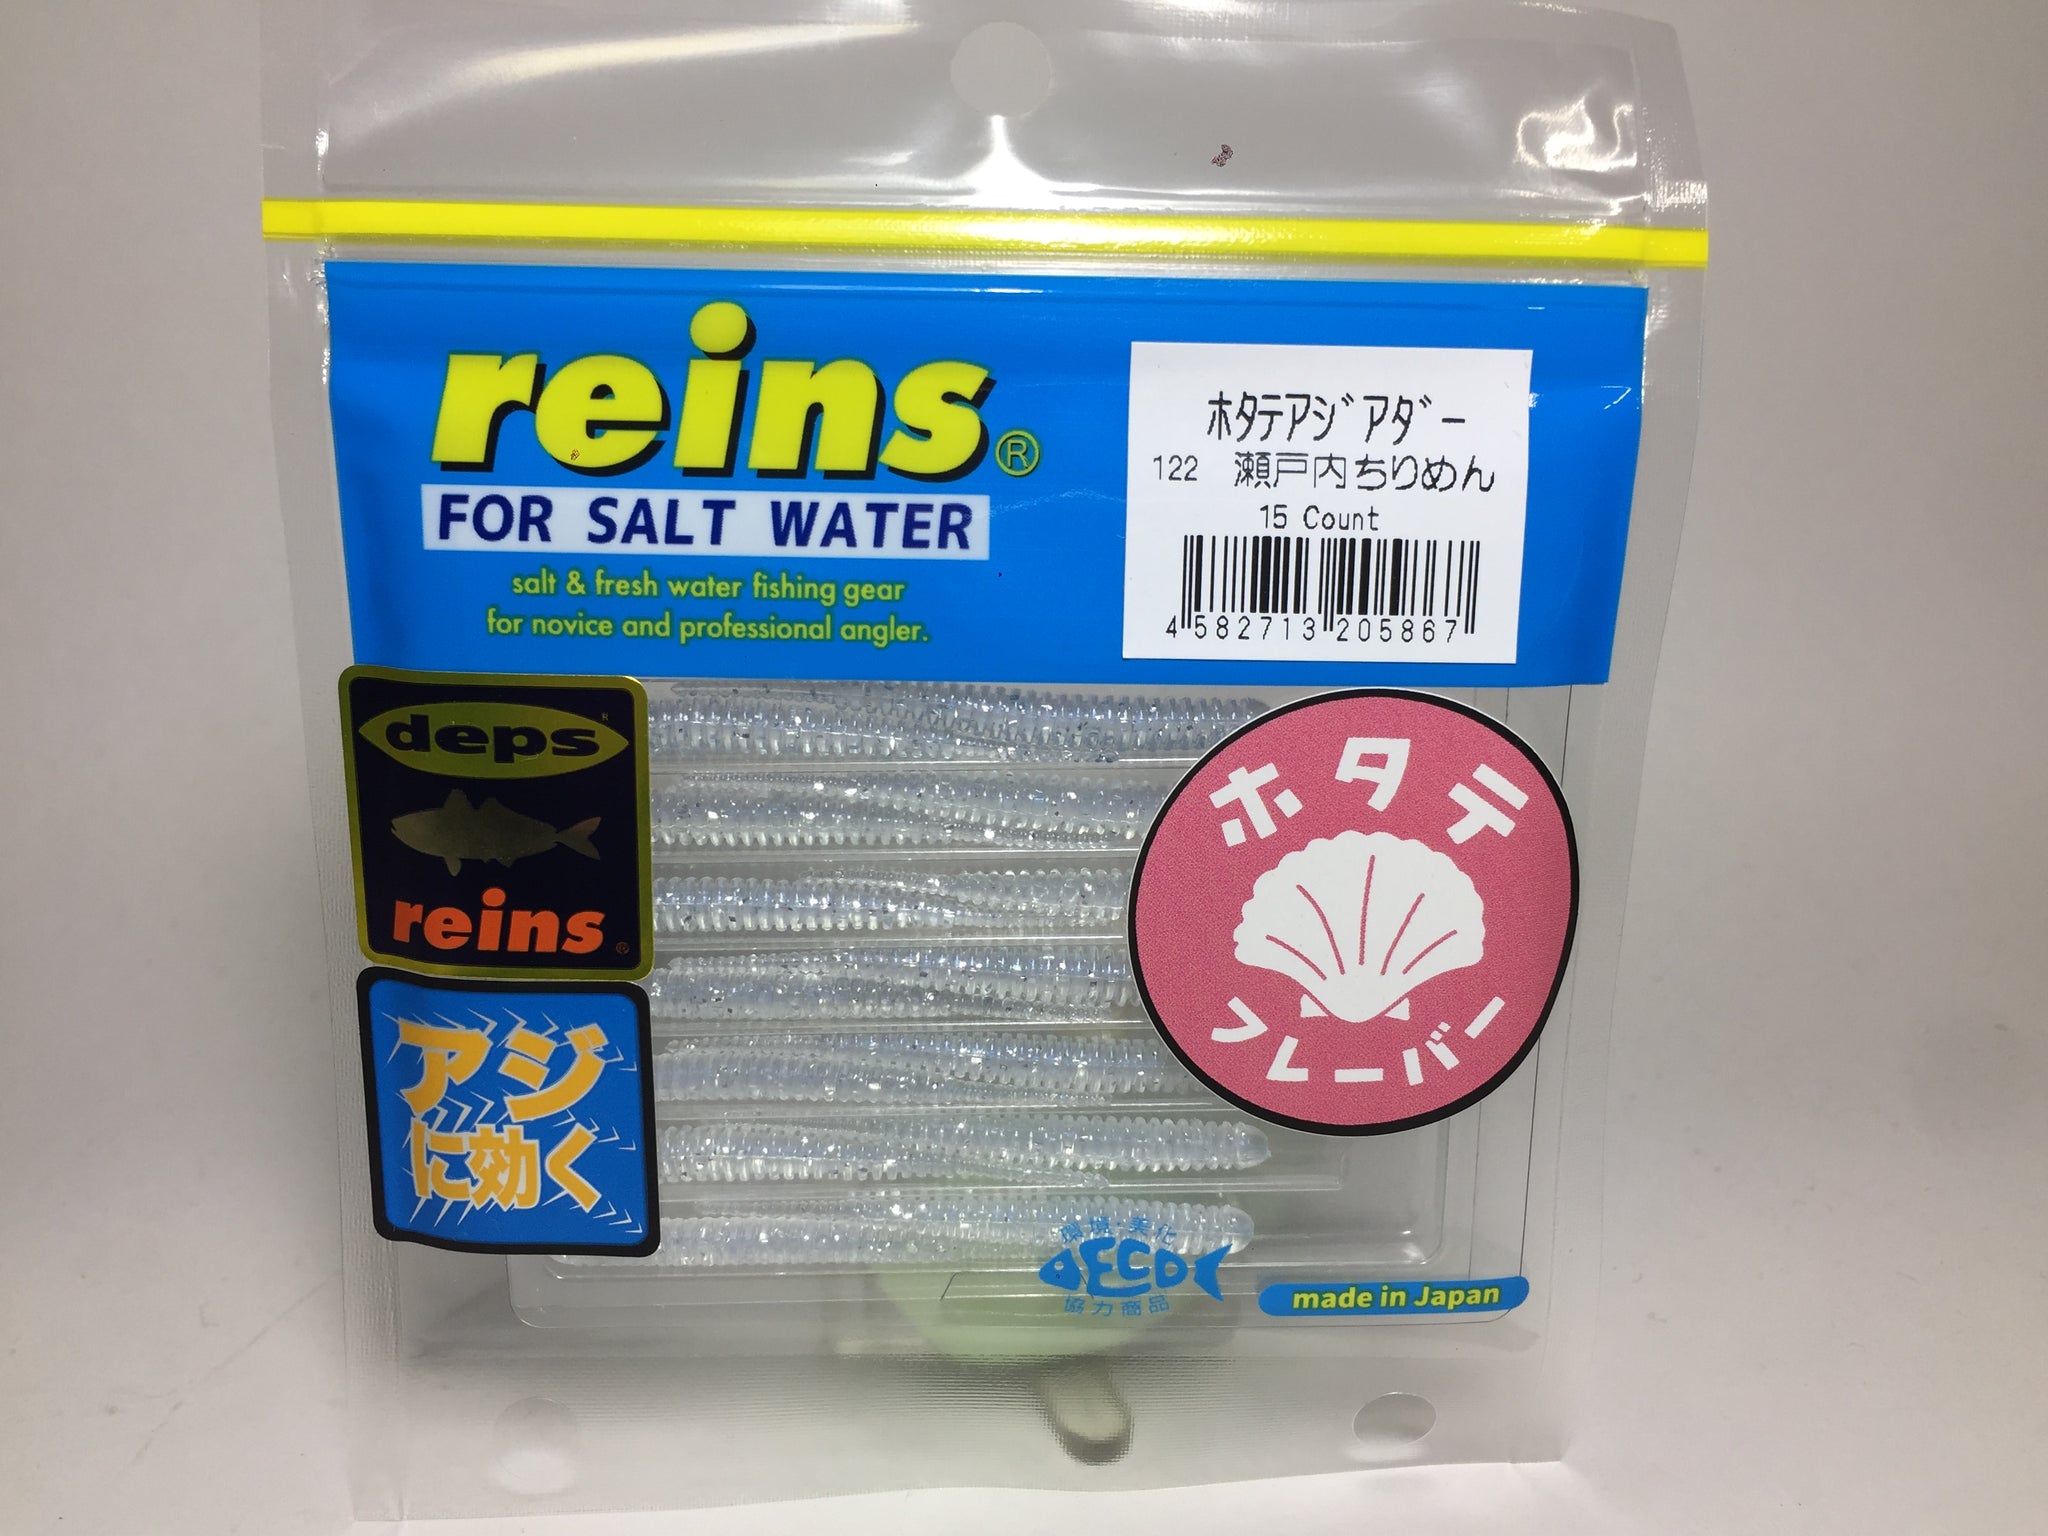 reins®
FOR SALT WATER
salt & fresh water fishing gear
for novice and professional angler.
ﾎﾀﾃｱｼﾞｱﾀﾞｰ
122 瀬戸内ちりめん
15 Count
4 582713 205867
deps®
reins®
アジ
に効く
ホタテ
フレーバー
環境・美化
ECO
協力商品
made in Japan